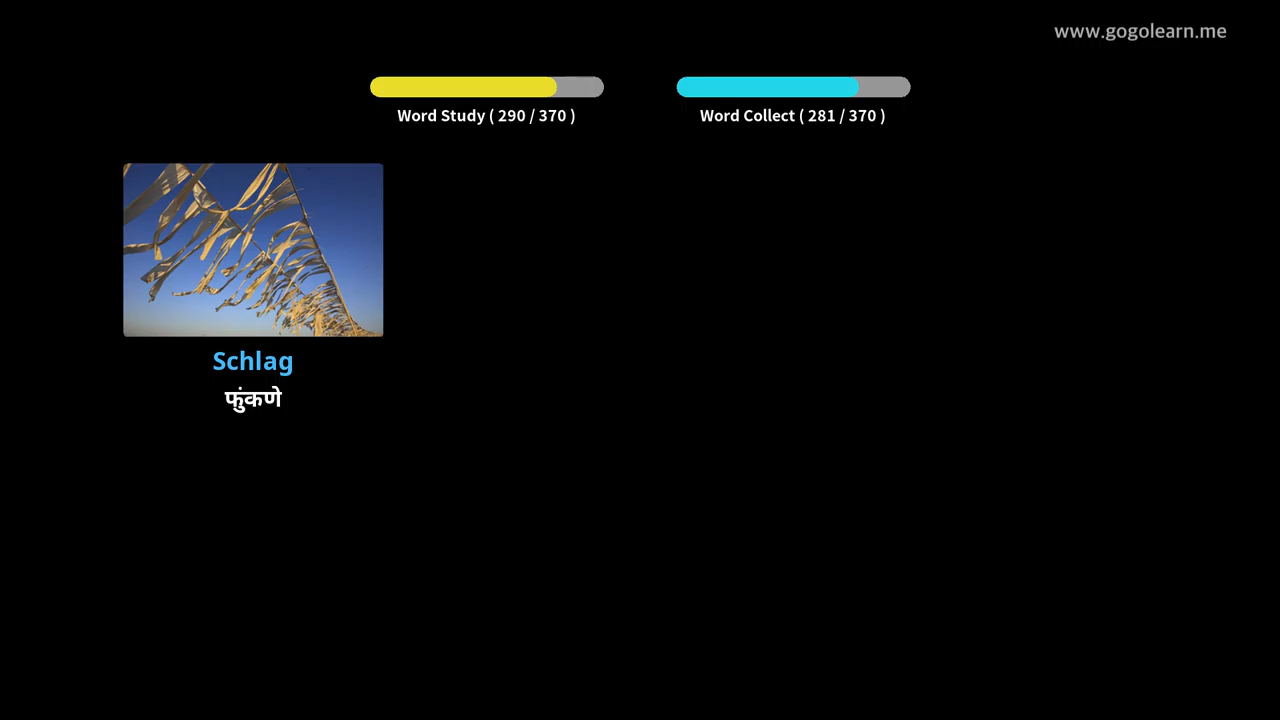 www.gogolearn.me
Word Study ( 290 / 370 )
Word Collect ( 281 / 370 )
Schlag
फुंकणे